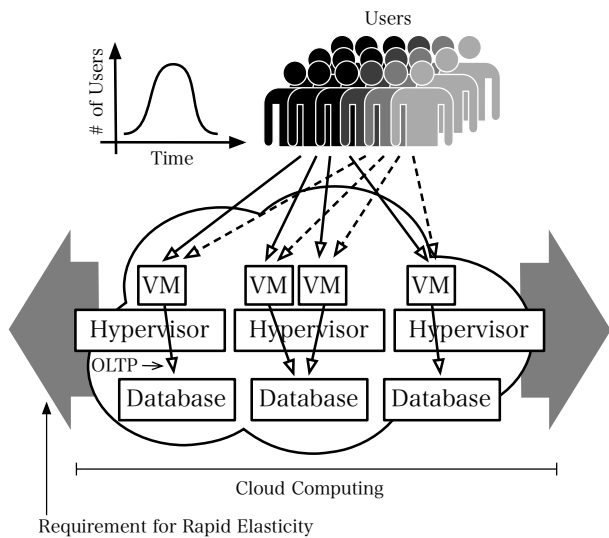 Users
# of Users
Time
VM
VM
VM
VM
Hypervisor
Hypervisor
Hypervisor
OLTP
Database
Database
Database
Cloud Computing
Requirement for Rapid Elasticity